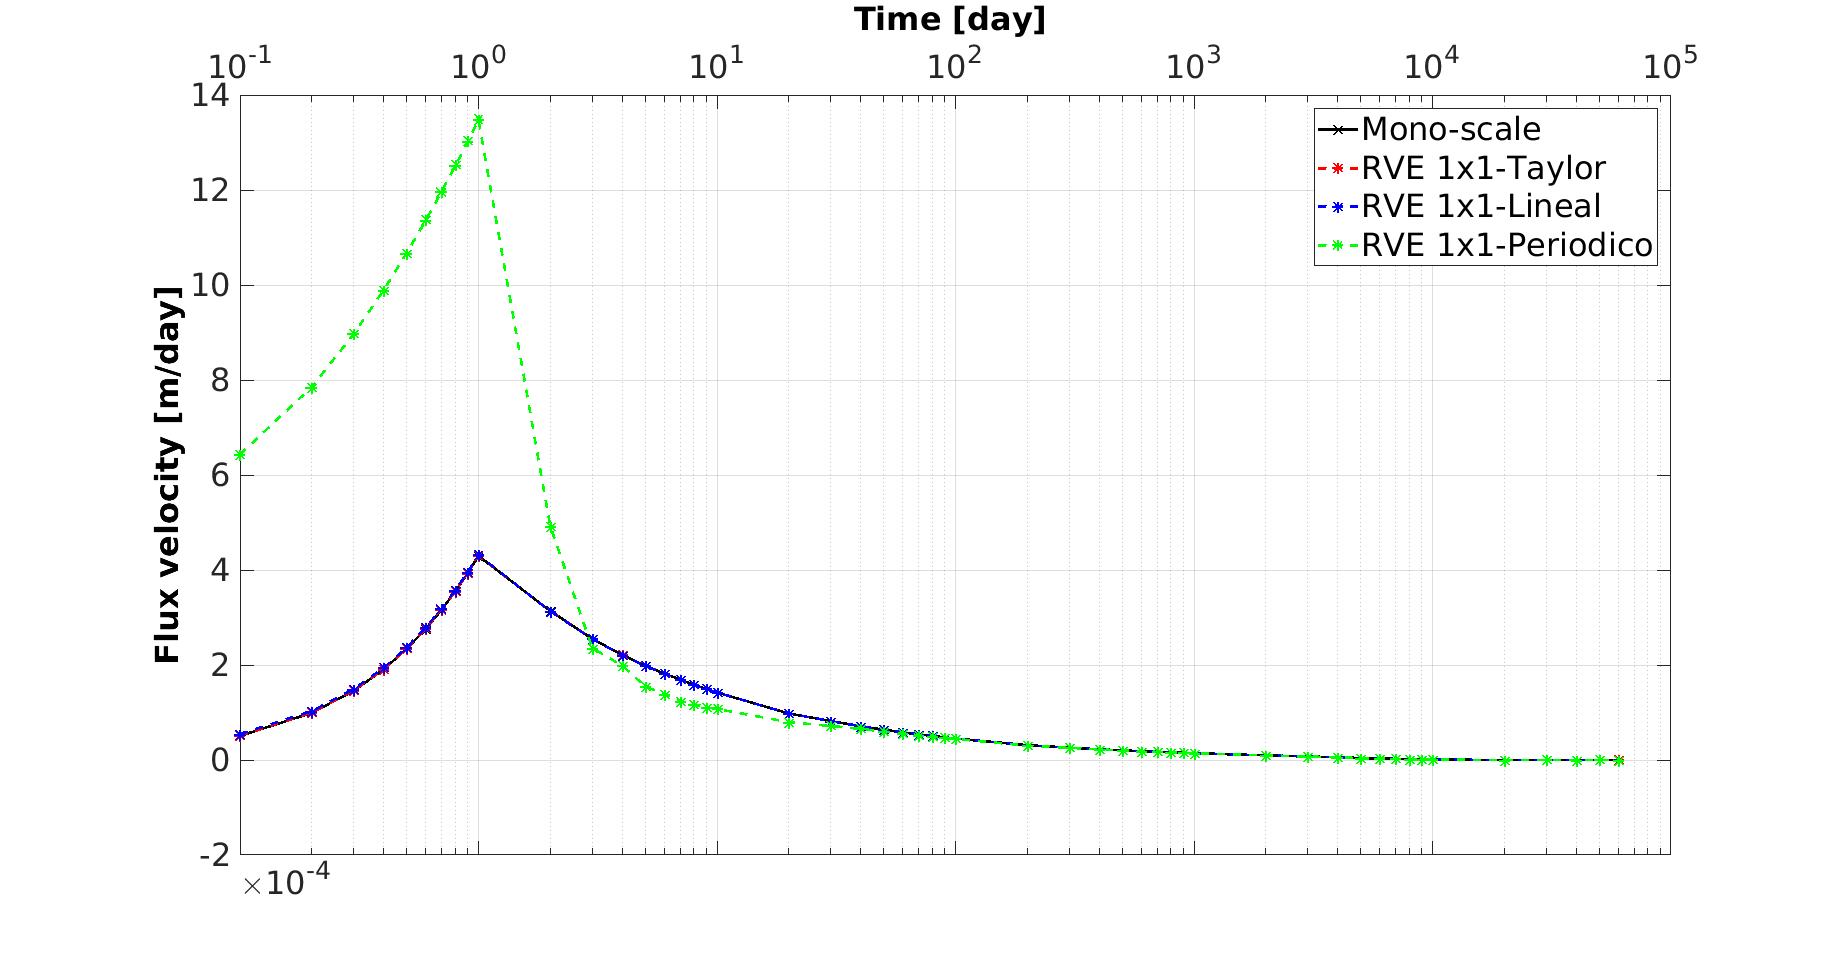 Time [day]
10^-1 10^0 10^1 10^2 10^3 10^4 10^5
14
12
10
8
6
4
2
0
-2
Flux velocity [m/day]
×10^-4
Mono-scale
RVE 1x1-Taylor
RVE 1x1-Lineal
RVE 1x1-Periodico